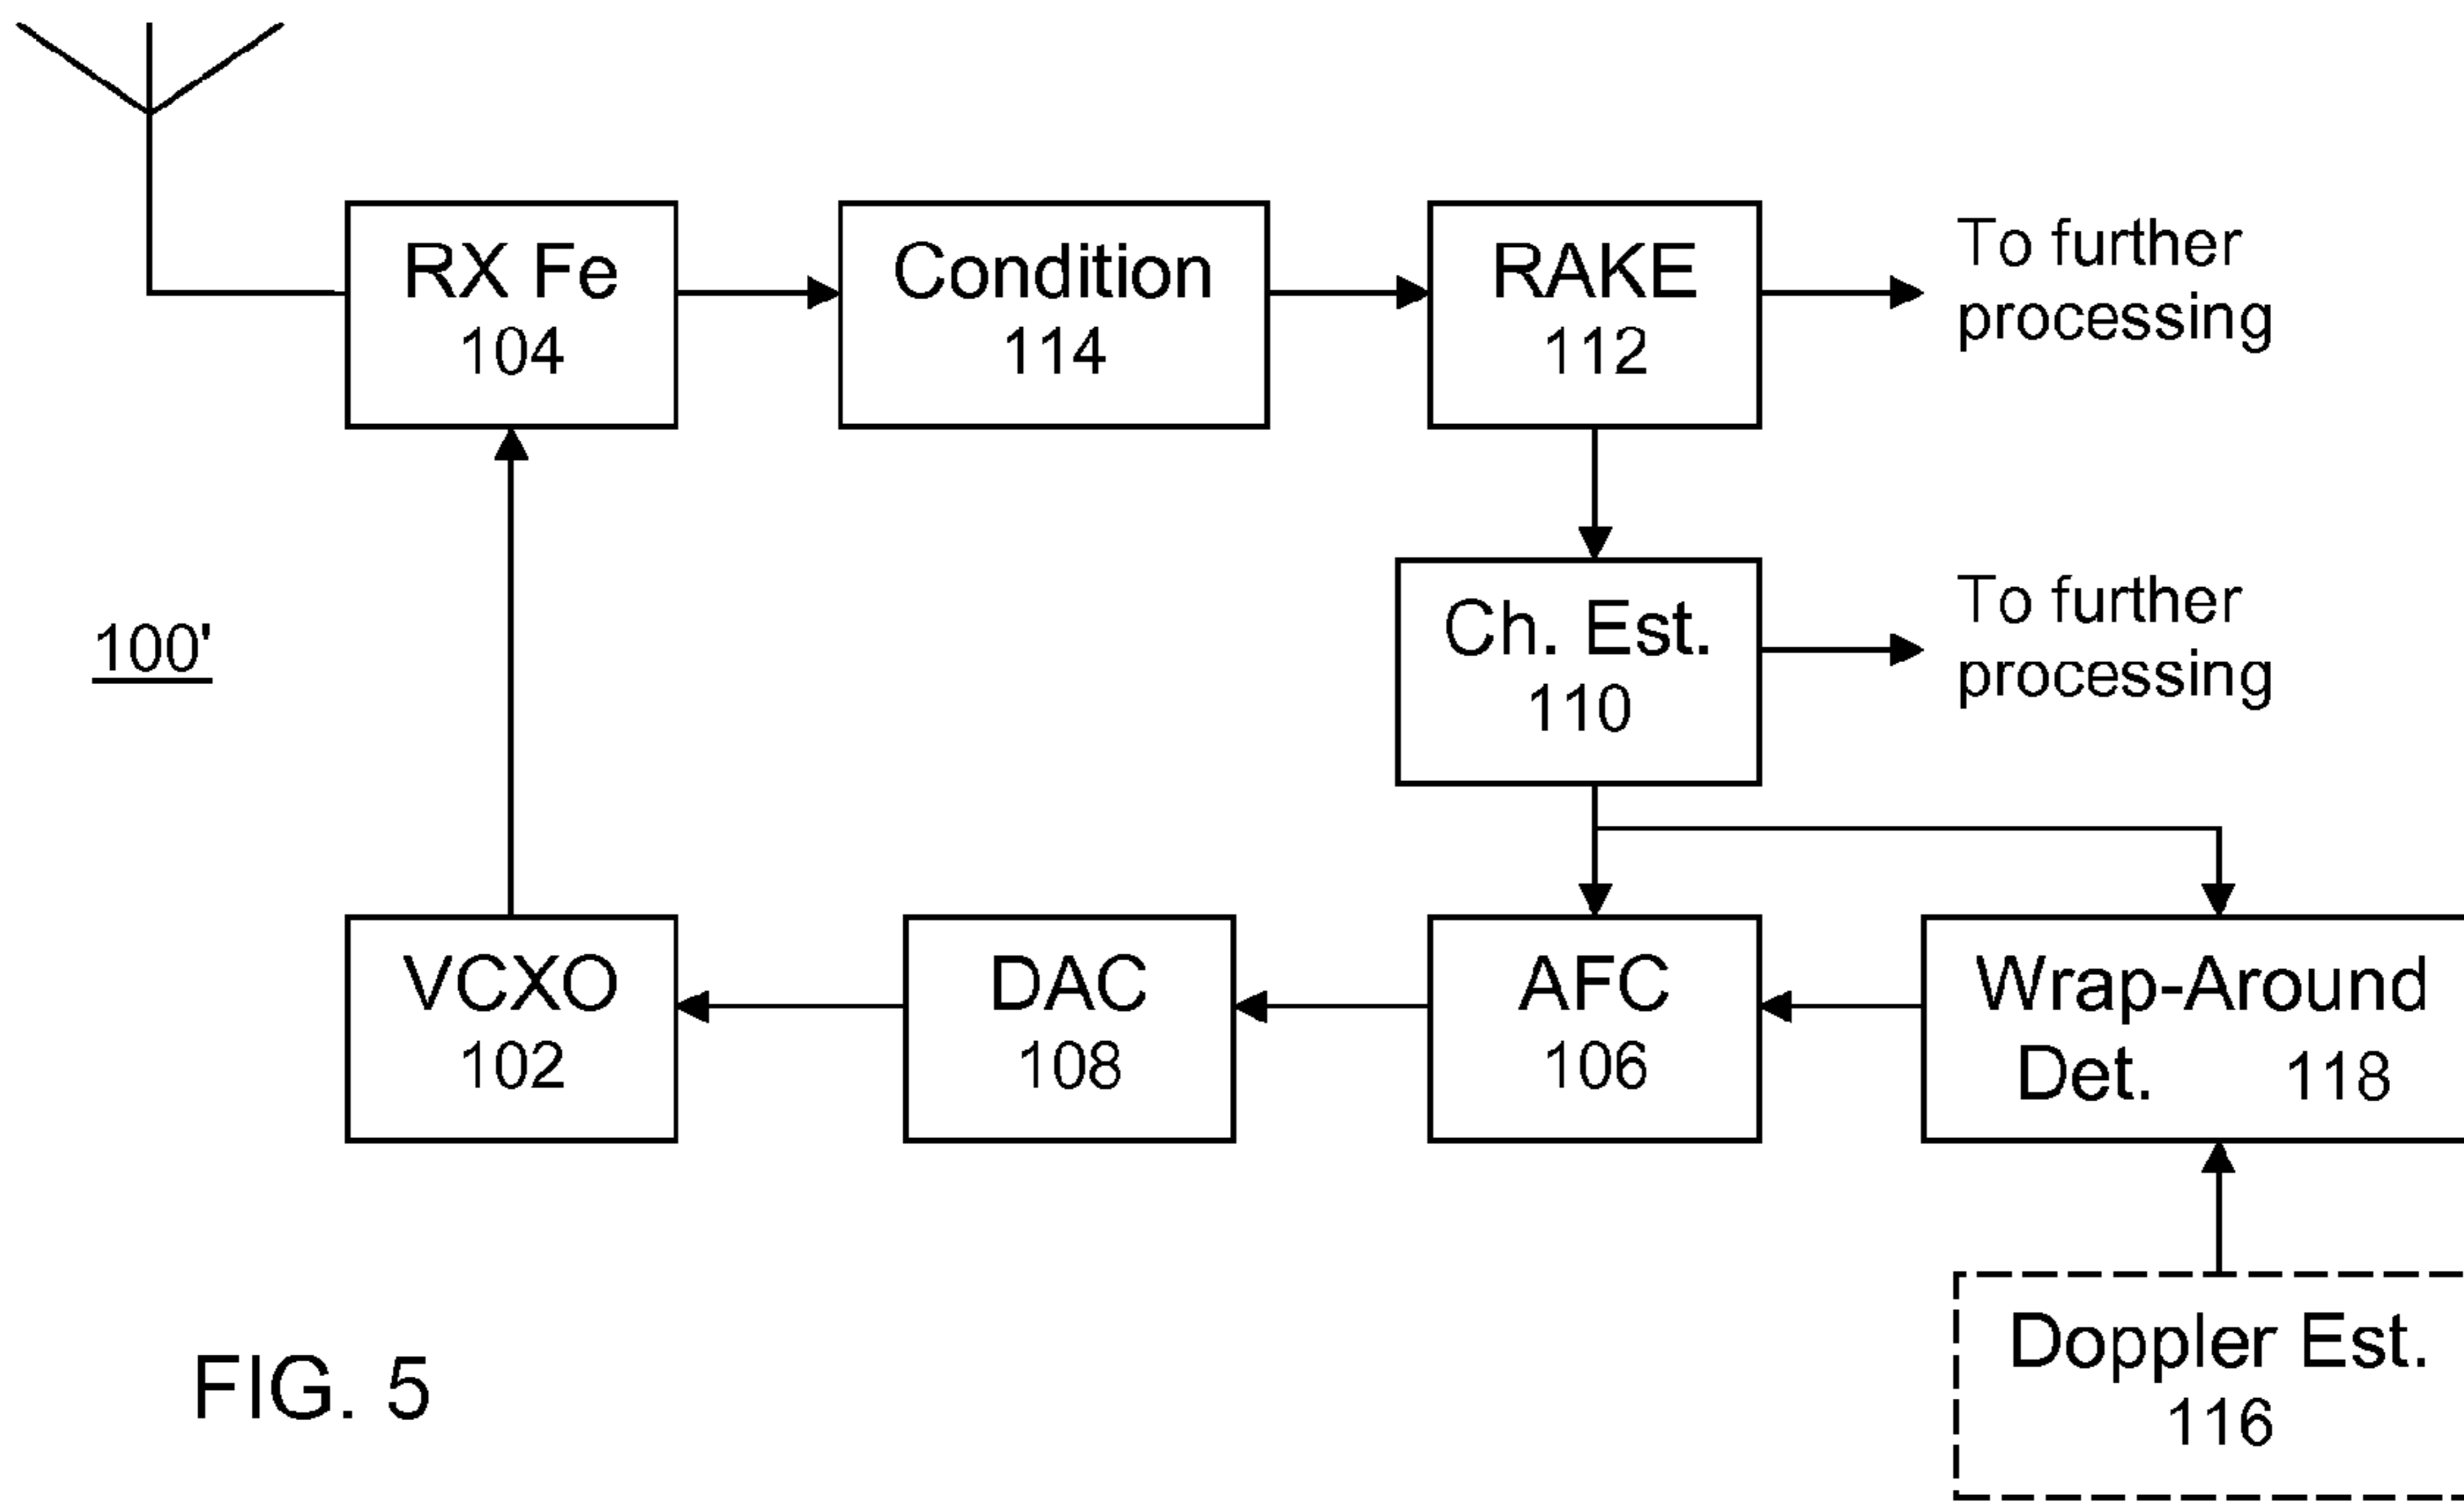 RX Fe
104
Condition
114
RAKE
112
To further
processing
Ch. Est.
110
To further
processing
100'
VCXO
102
DAC
108
AFC
106
Wrap-Around
Det. 118
Doppler Est.
116
FIG. 5